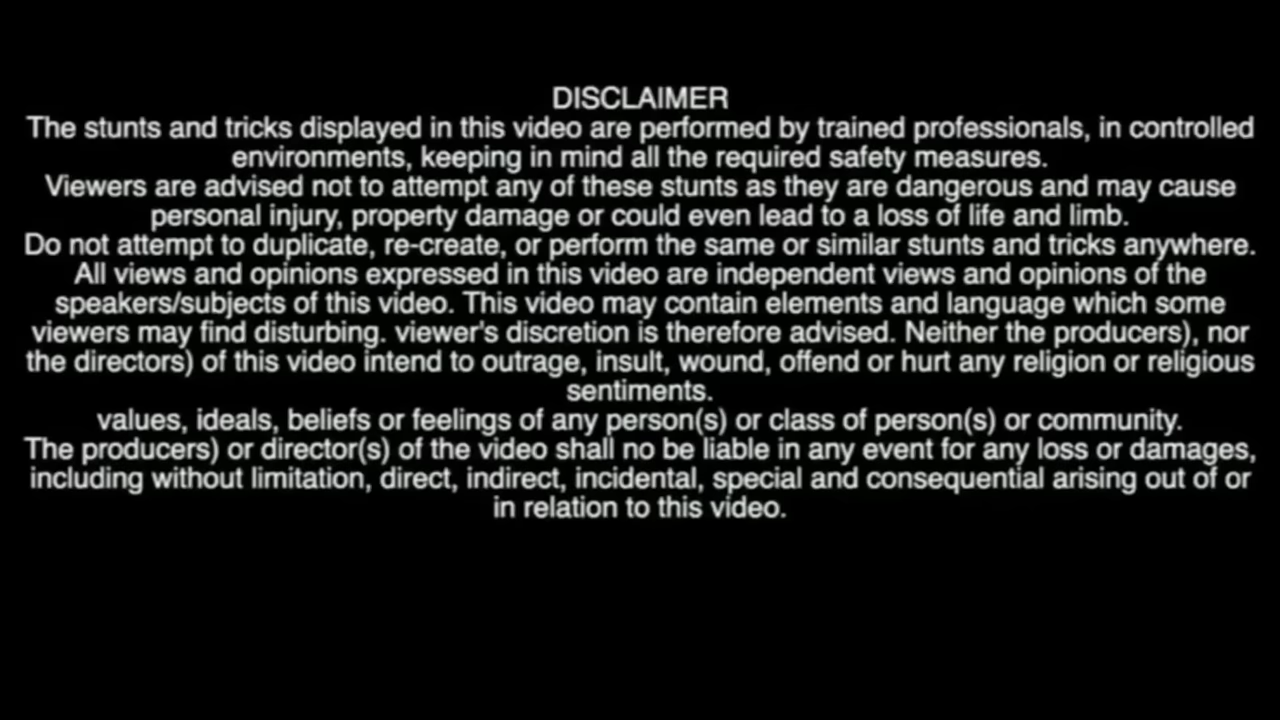 DISCLAIMER
The stunts and tricks displayed in this video are performed by trained professionals, in controlled
environments, keeping in mind all the required safety measures.
Viewers are advised not to attempt any of these stunts as they are dangerous and may cause
personal injury, property damage or could even lead to a loss of life and limb.
Do not attempt to duplicate, re-create, or perform the same or similar stunts and tricks anywhere.
All views and opinions expressed in this video are independent views and opinions of the
speakers/subjects of this video. This video may contain elements and language which some
viewers may find disturbing. viewer's discretion is therefore advised. Neither the producers), nor
the directors) of this video intend to outrage, insult, wound, offend or hurt any religion or religious
sentiments.
values, ideals, beliefs or feelings of any person(s) or class of person(s) or community.
The producers) or director(s) of the video shall no be liable in any event for any loss or damages,
including without limitation, direct, indirect, incidental, special and consequential arising out of or
in relation to this video.